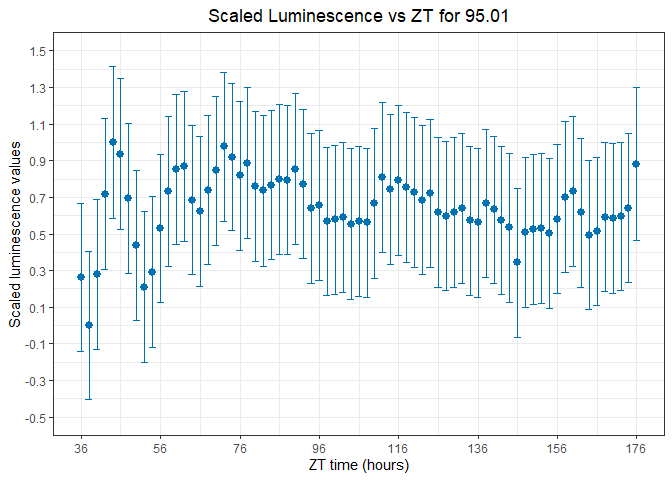 Scaled Luminescence vs ZT for 95.01
Scaled luminescence values
1.5
1.3
1.1
0.9
0.7
0.5
0.3
0.1
-0.1
-0.3
-0.5
36 56 76 96 116 136 156 176
ZT time (hours)